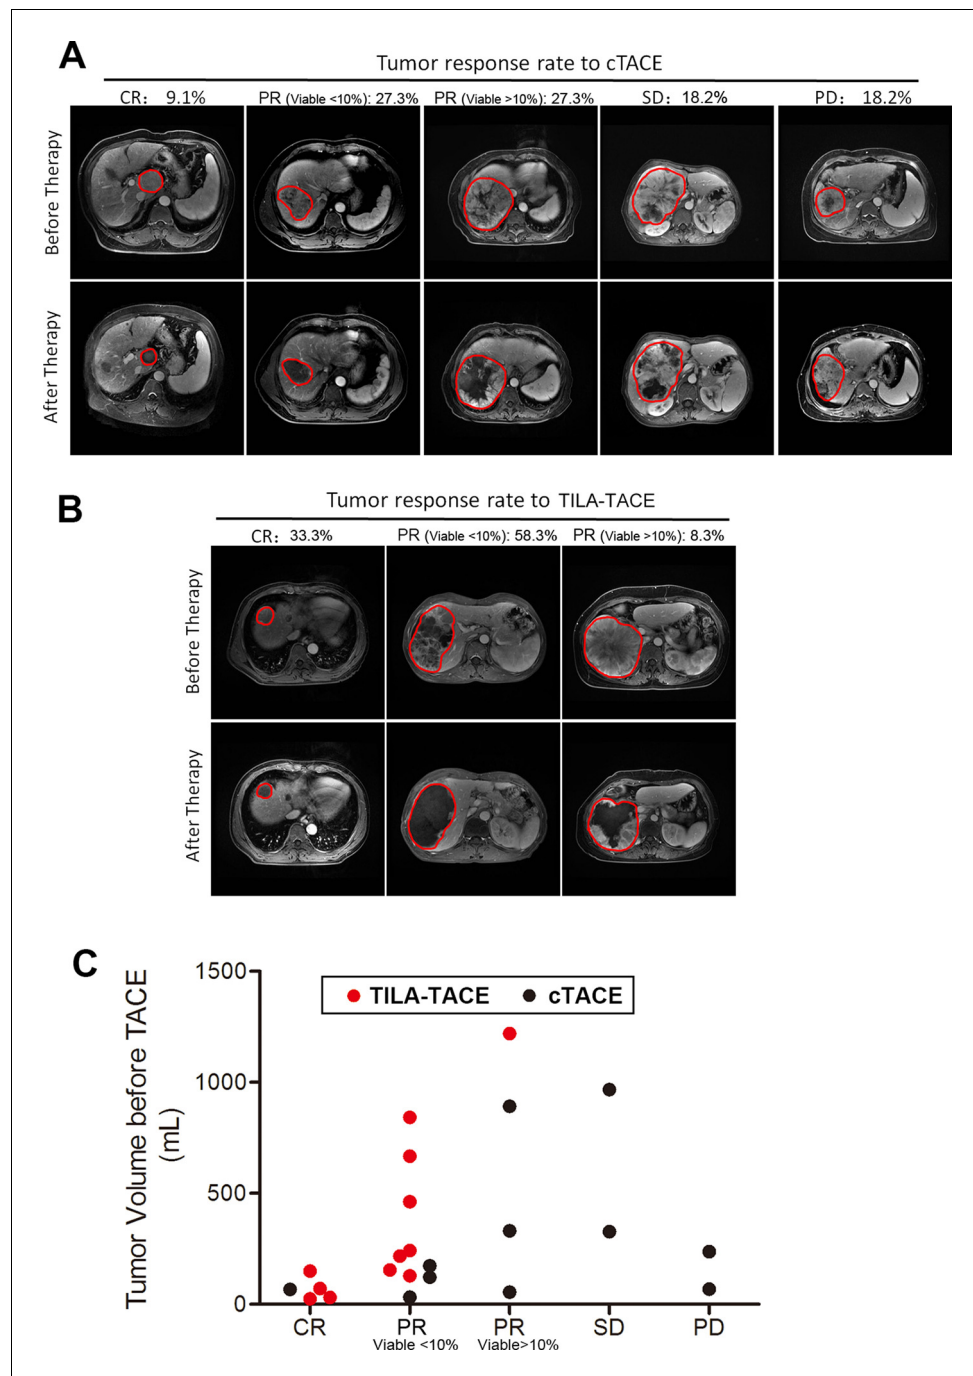 A
Tumor response rate to cTACE
CR: 9.1%
PR (Viable <10%): 27.3%
PR (Viable >10%): 27.3%
SD: 18.2%
PD: 18.2%
Before Therapy
After Therapy
B
Tumor response rate to TILA-TACE
CR: 33.3%
PR (Viable <10%): 58.3%
PR (Viable >10%): 8.3%
Before Therapy
After Therapy
C
Tumor Volume before TACE
(mL)
1500
1000
500
0
TILA-TACE
cTACE
CR
PR
Viable <10%
PR
Viable>10%
SD
PD